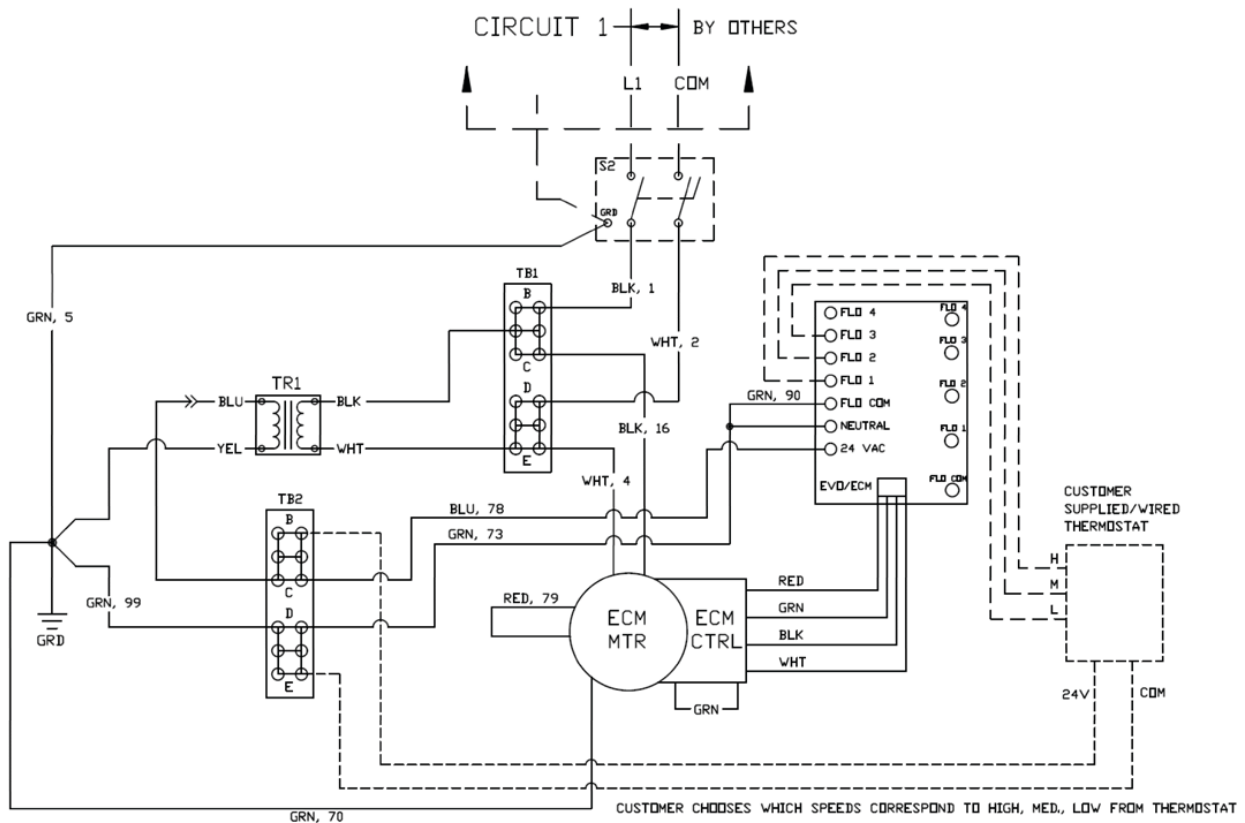 CIRCUIT 1
BY OTHERS
L1
COM
S2
GRD
TB1
B
BLK, 1
C
D
E
WHT, 2
GRN, 5
TR1
BLU
BLK
YEL
WHT
BLK, 16
WHT, 4
GRN, 90
FLO 4
FLO 3
FLO 2
FLO 1
FLO COM
NEUTRAL
24 VAC
EVO/ECM
FLO 4
FLO 3
FLO 2
FLO 1
FLO COM
TB2
B
C
D
E
BLU, 78
GRN, 73
GRN, 99
GRD
RED, 79
ECM
MTR
ECM
CTRL
RED
GRN
BLK
WHT
GRN
CUSTOMER
SUPPLIED/WIRED
THERMOSTAT
H
M
L
24V
COM
GRN, 70
CUSTOMER CHOOSES WHICH SPEEDS CORRESPOND TO HIGH, MED., LOW FROM THERMOSTAT